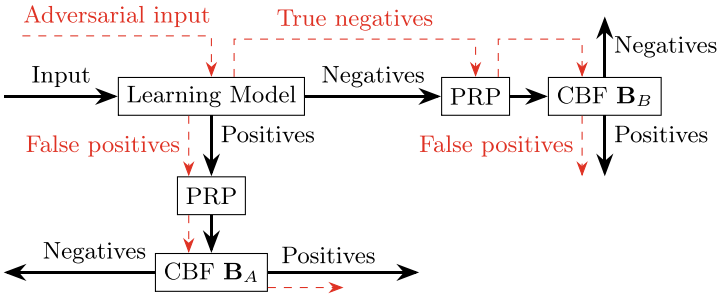 Adversarial input
True negatives
Input
Negatives
Negatives
Learning Model
PRP
CBF B_B
False positives
Positives
False positives
Positives
PRP
Negatives
Positives
CBF B_A